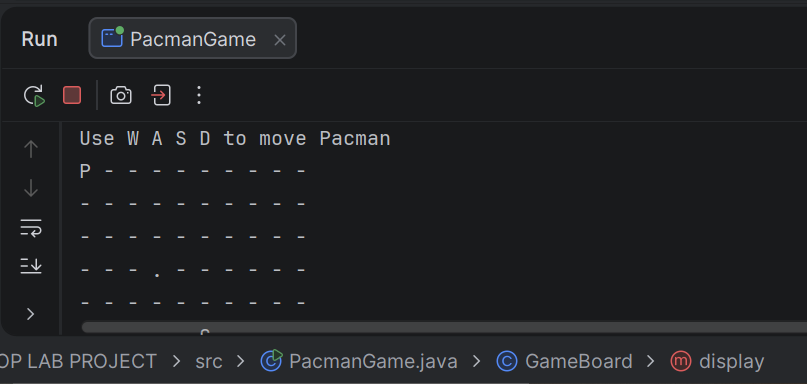 Run PacmanGame
Use W A S D to move Pacman
P - - - - - - - - -
- - - - - - - - - -
- - - - - - - - - -
- - - . - - - - - -
- - - - - - - - - -
OP LAB PROJECT > src > PacmanGame.java > GameBoard > display